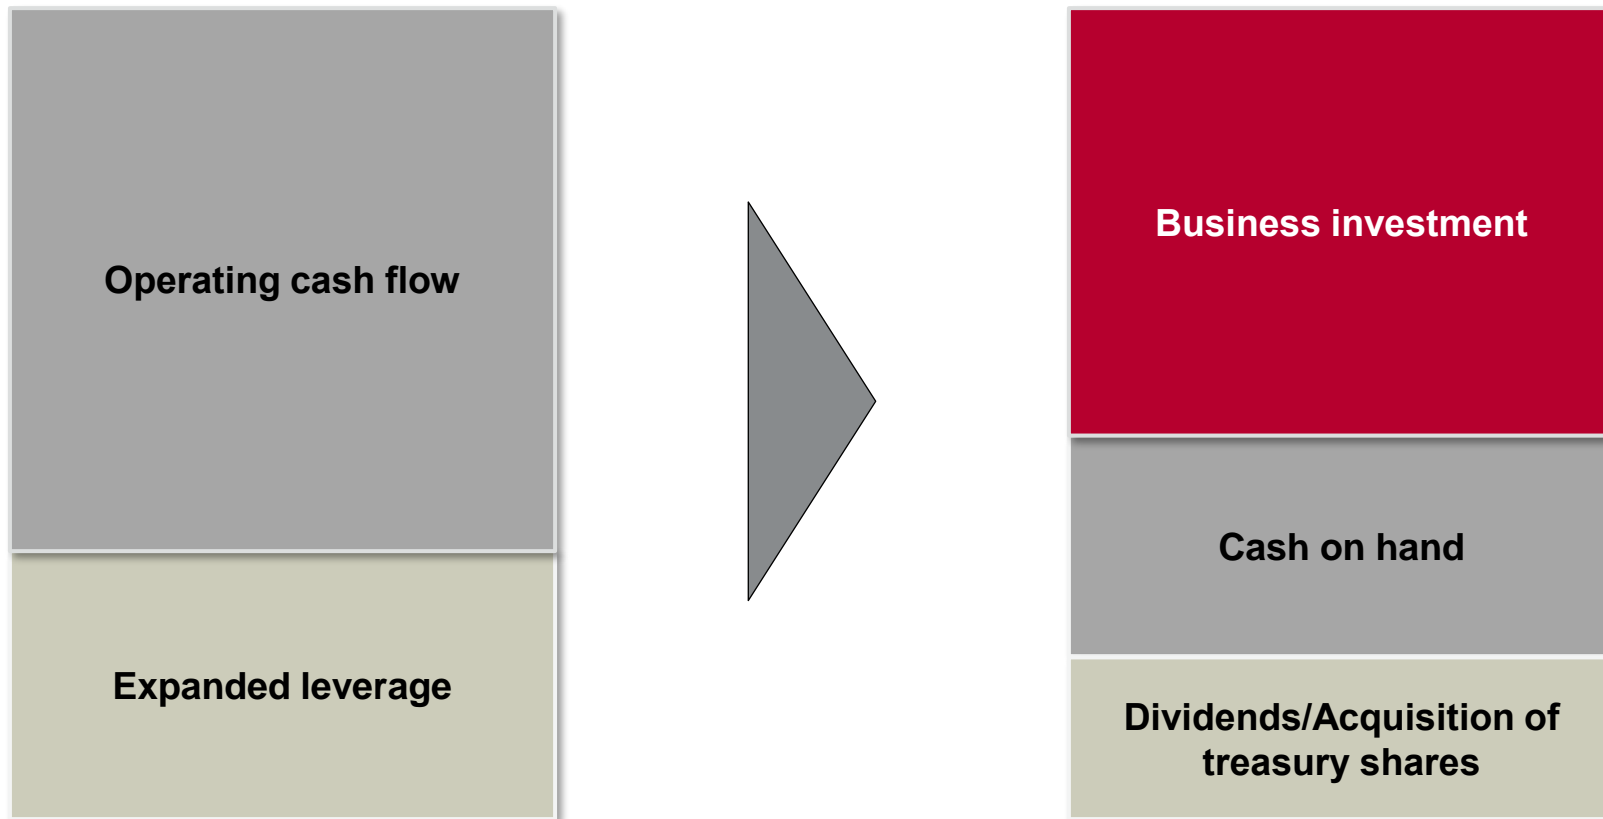 Operating cash flow
Expanded leverage
Business investment
Cash on hand
Dividends/Acquisition of
treasury shares